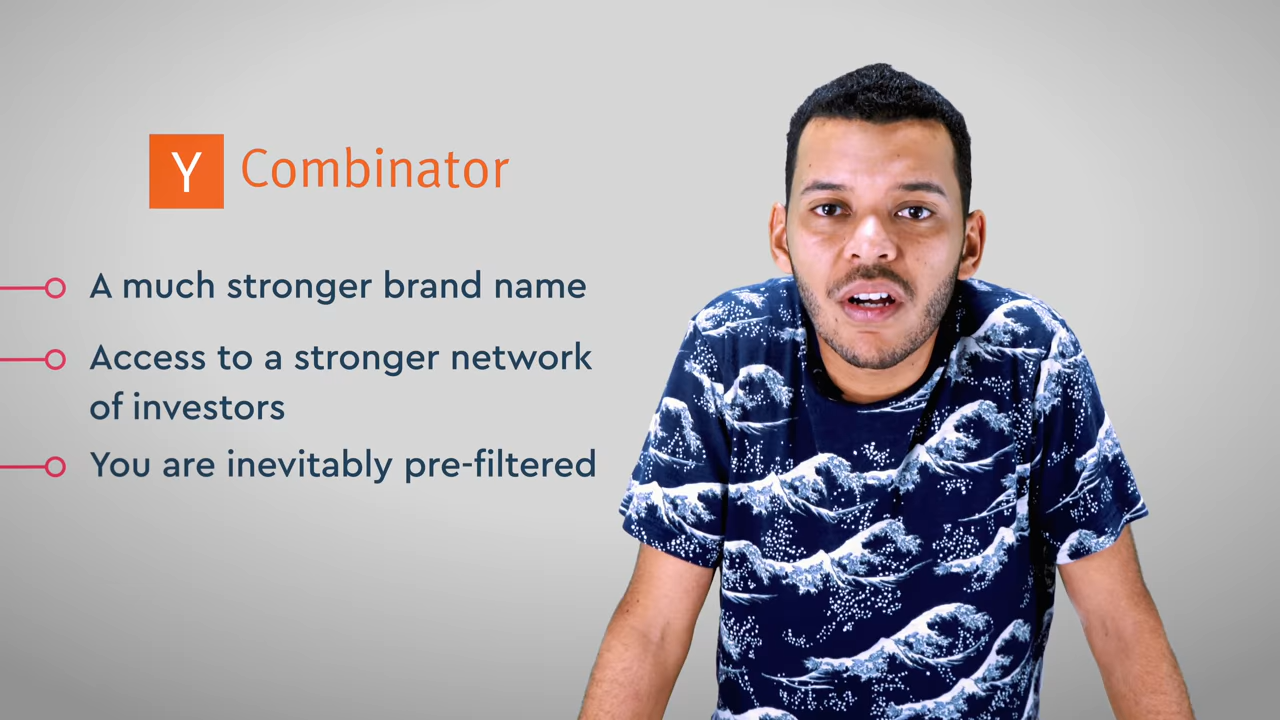 Y Combinator
A much stronger brand name
Access to a stronger network
of investors
You are inevitably pre-filtered